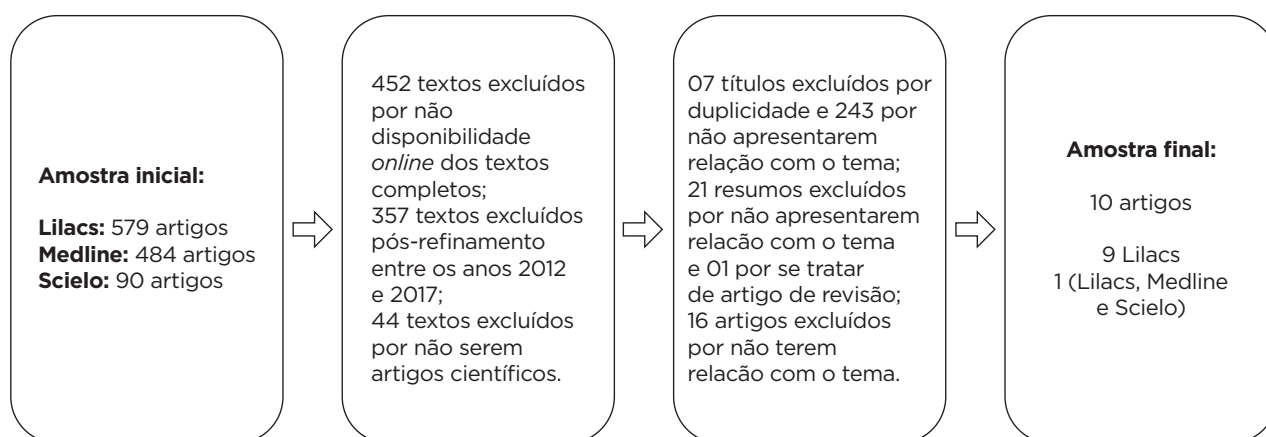 Amostra inicial:
Lilacs: 579 artigos
Medline: 484 artigos
Scielo: 90 artigos
452 textos excluídos
por não
disponibilidade
online dos textos
completos;
357 textos excluídos
pós-refinamento
entre os anos 2012
e 2017;
44 textos excluídos
por não serem
artigos científicos.
07 títulos excluídos por
duplicidade e 243 por
não apresentarem
relação com o tema;
21 resumos excluídos
por não apresentarem
relação com o tema
e 01 por se tratar
de artigo de revisão;
16 artigos excluídos
por não terem
relacão com o tema.
Amostra final:
10 artigos
9 Lilacs
1 (Lilacs, Medline
e Scielo)